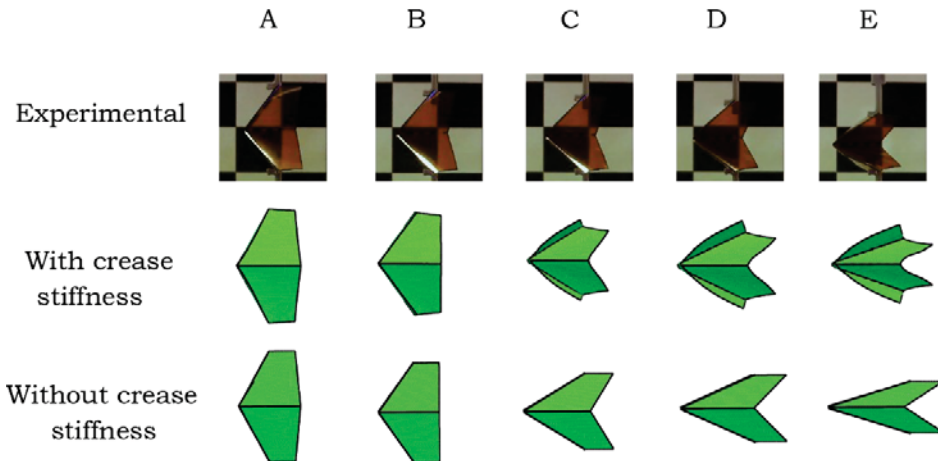 A B C D E
Experimental
With crease
stiffness
Without crease
stiffness